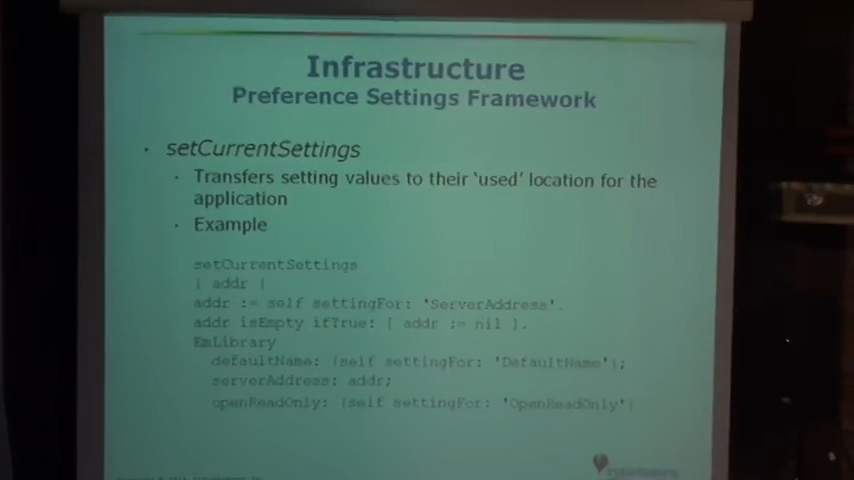 Infrastructure
Preference Settings Framework
• setCurrentSettings
• Transfers setting values to their ‘used’ location for the
application
• Example
setCurrentSettings
| addr |
addr := self settingFor: 'ServerAddress'.
addr isEmpty ifTrue: [ addr := nil ].
EmLibrary
defaultName: (self settingFor: 'DefaultName');
serverAddress: addr;
openReadOnly: (self settingFor: 'OpenReadOnly')